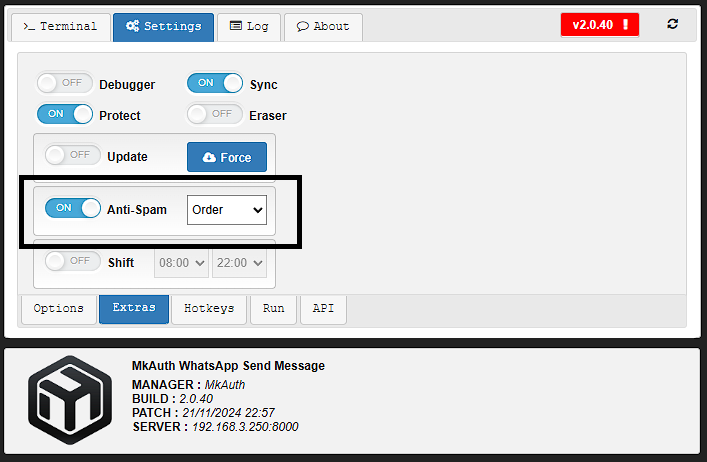 >_ Terminal Settings Log About v2.0.40 !
OFF Debugger ON Sync
ON Protect OFF Eraser
OFF Update Force
ON Anti-Spam Order
OFF Shift 08:00 22:00
Options Extras Hotkeys Run API
MkAuth WhatsApp Send Message
MANAGER : MkAuth
BUILD : 2.0.40
PATCH : 21/11/2024 22:57
SERVER : 192.168.3.250:8000